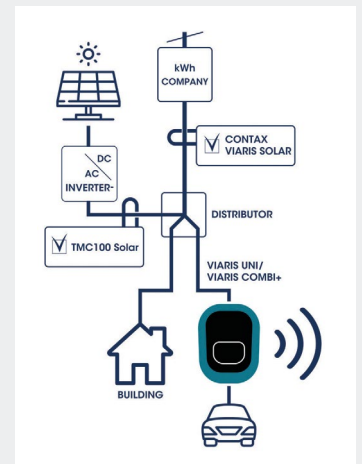 kWh
COMPANY
CONTAX
VIARIS SOLAR
DC
AC
INVERTER-
DISTRIBUTOR
TMC100 Solar
VIARIS UNI/
VIARIS COMBI+
BUILDING